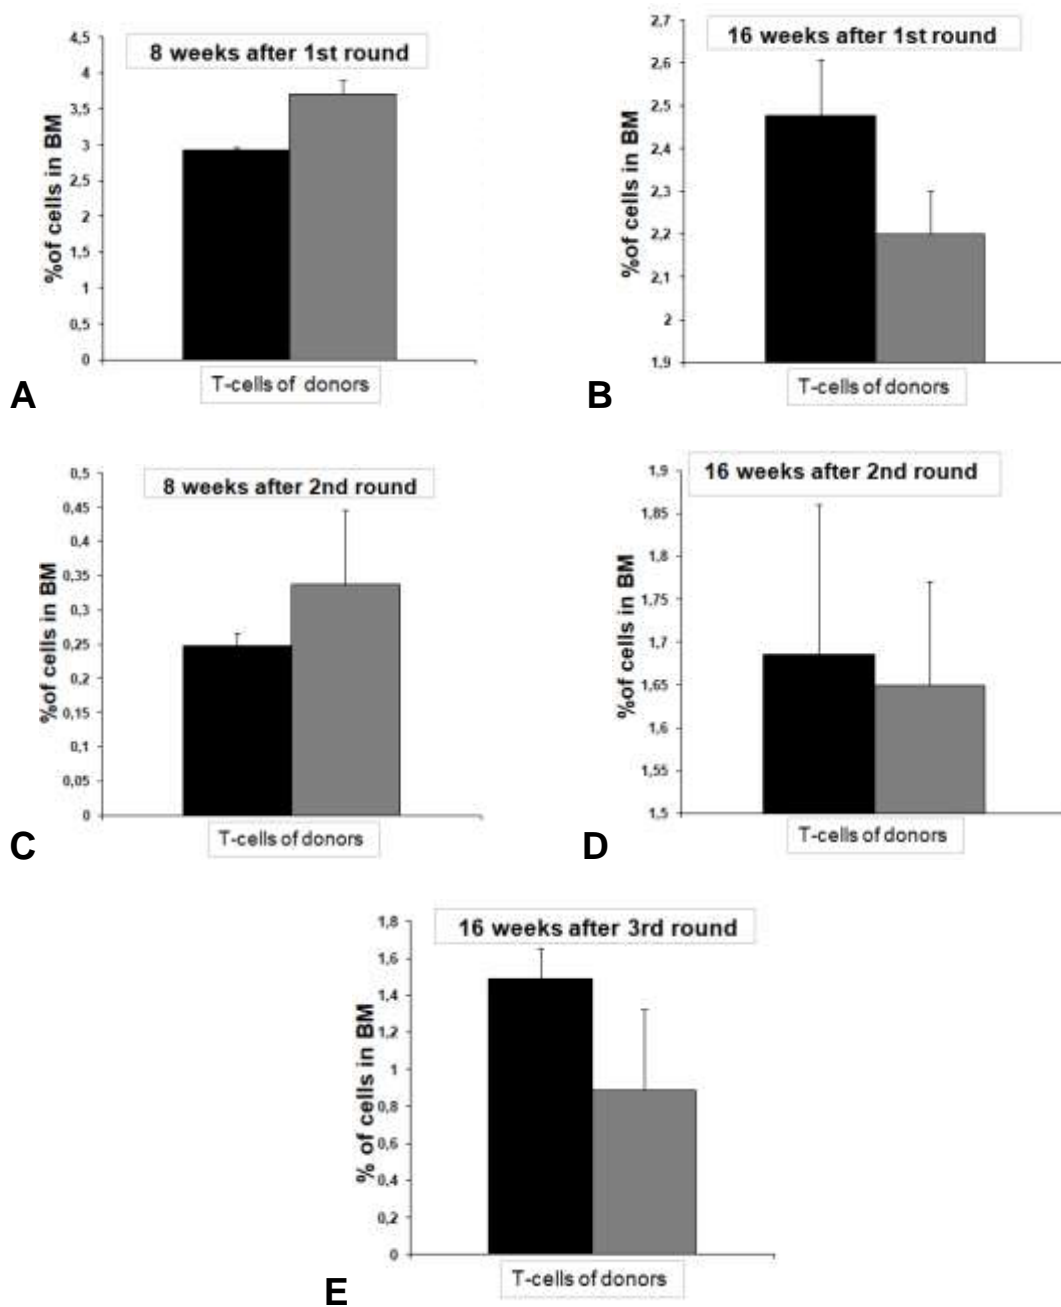 8 weeks after 1st round
%of cells in BM
4,5
4
3,5
3
2,5
2
1,5
1
0,5
0
T-cells of donors
A
16 weeks after 1st round
%of cells in BM
2,7
2,6
2,5
2,4
2,3
2,2
2,1
2
1,9
T-cells of donors
B
8 weeks after 2nd round
%of cells in BM
0,5
0,45
0,4
0,35
0,3
0,25
0,2
0,15
0,1
0,05
0
T-cells of donors
C
16 weeks after 2nd round
%of cells in BM
1,9
1,85
1,8
1,75
1,7
1,65
1,6
1,55
1,5
T-cells of donors
D
16 weeks after 3rd round
% of cells in BM
1,8
1,6
1,4
1,2
1
0,8
0,6
0,4
0,2
0
T-cells of donors
E